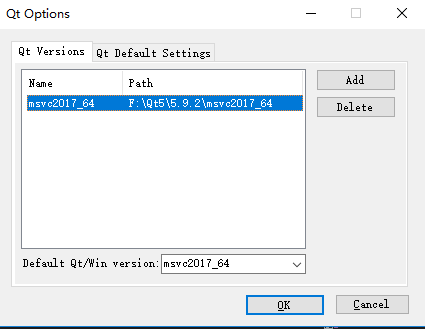 Qt Options
Qt Versions Qt Default Settings
Name Path
msvc2017_64 F:\Qt5\5.9.2\msvc2017_64
Add
Delete
Default Qt/Win version: msvc2017_64
OK Cancel